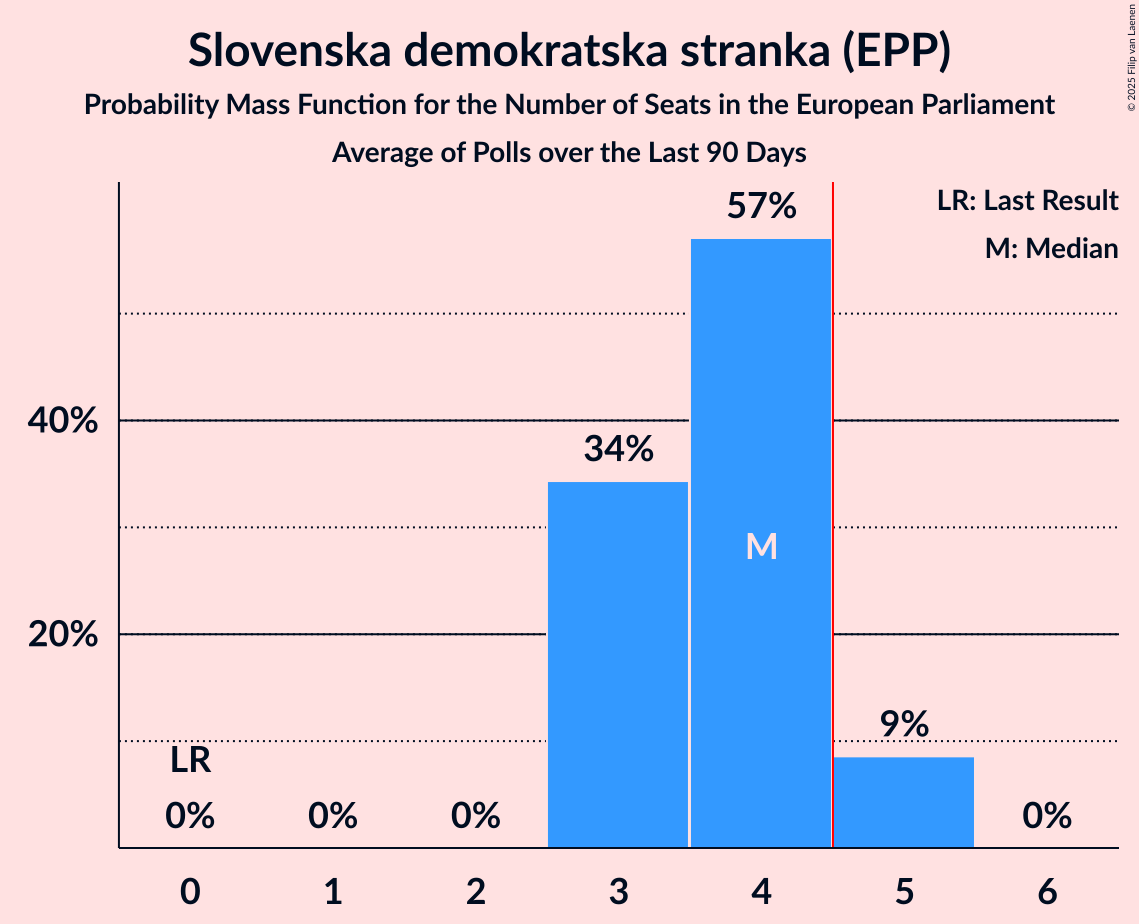 Slovenska demokratska stranka (EPP)
Probability Mass Function for the Number of Seats in the European Parliament
Average of Polls over the Last 90 Days
© 2025 Filip van Laenen
LR: Last Result
M: Median
57%
40%
34%
M
20%
9%
LR
0% 0% 0% 0%
0 1 2 3 4 5 6